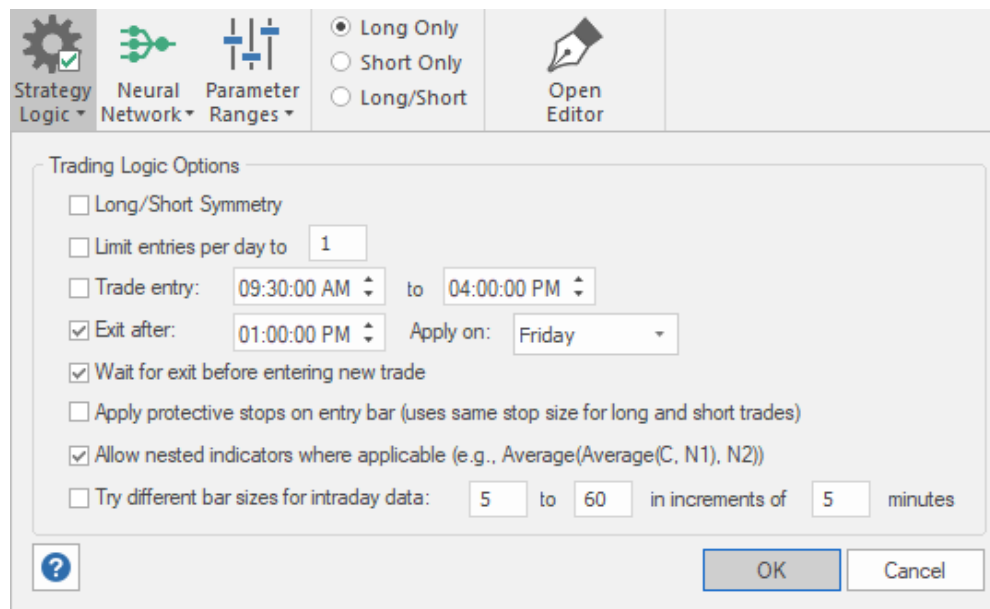 Strategy Logic
Neural Network
Parameter Ranges
Long Only
Short Only
Long/Short
Open Editor
Trading Logic Options
Long/Short Symmetry
Limit entries per day to 1
Trade entry: 09:30:00 AM to 04:00:00 PM
Exit after: 01:00:00 PM Apply on: Friday
Wait for exit before entering new trade
Apply protective stops on entry bar (uses same stop size for long and short trades)
Allow nested indicators where applicable (e.g., Average(Average(C, N1), N2))
Try different bar sizes for intraday data: 5 to 60 in increments of 5 minutes
?
OK Cancel